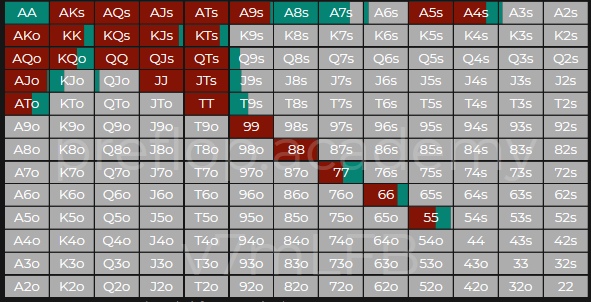 AA AKs AQs AJs ATs A9s A8s A7s A6s A5s A4s A3s A2s
AKo KK KQs KJs KTs K9s K8s K7s K6s K5s K4s K3s K2s
AQo KQo QQ QJs QTs Q9s Q8s Q7s Q6s Q5s Q4s Q3s Q2s
AJo KJo QJo JJ JTs J9s J8s J7s J6s J5s J4s J3s J2s
ATo KTo QTo JTo TT T9s T8s T7s T6s T5s T4s T3s T2s
A9o K9o Q9o J9o T9o 99 98s 97s 96s 95s 94s 93s 92s
A8o K8o Q8o J8o T8o 98o 88 87s 86s 85s 84s 83s 82s
preflop.academy
A7o K7o Q7o J7o T7o 97o 87o 77 76s 75s 74s 73s 72s
A6o K6o Q6o J6o T6o 96o 86o 76o 66 65s 64s 63s 62s
A5o K5o Q5o J5o T5o 95o 85o 75o 65o 55 54s 53s 52s
A4o K4o Q4o J4o T4o 94o 84o 74o 64o 54o 44 43s 42s
A3o K3o Q3o J3o T3o 93o 83o 73o 63o 53o 43o 33 32s
A2o K2o Q2o J2o T2o 92o 82o 72o 62o 52o 42o 32o 22